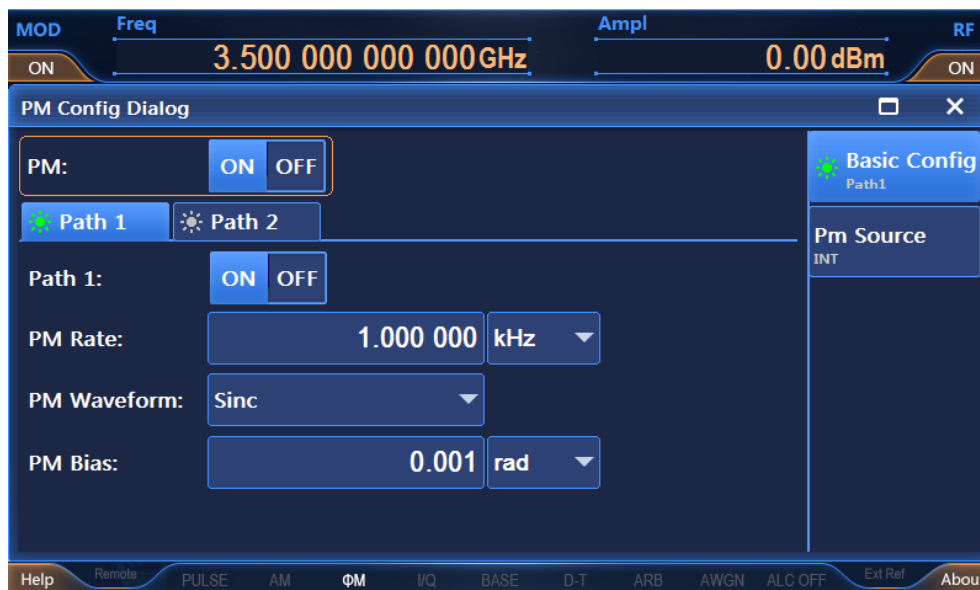 MOD Freq Ampl RF
ON 3.500 000 000 000 GHz 0.00 dBm ON
PM Config Dialog
PM: ON OFF
Basic Config
Path1
Path 1 Path 2
Pm Source
INT
Path 1: ON OFF
PM Rate: 1.000 000 kHz
PM Waveform: Sinc
PM Bias: 0.001 rad
Help Remote PULSE AM ΦM I/Q BASE D-T ARB AWGN ALC OFF Ext Ref Abou